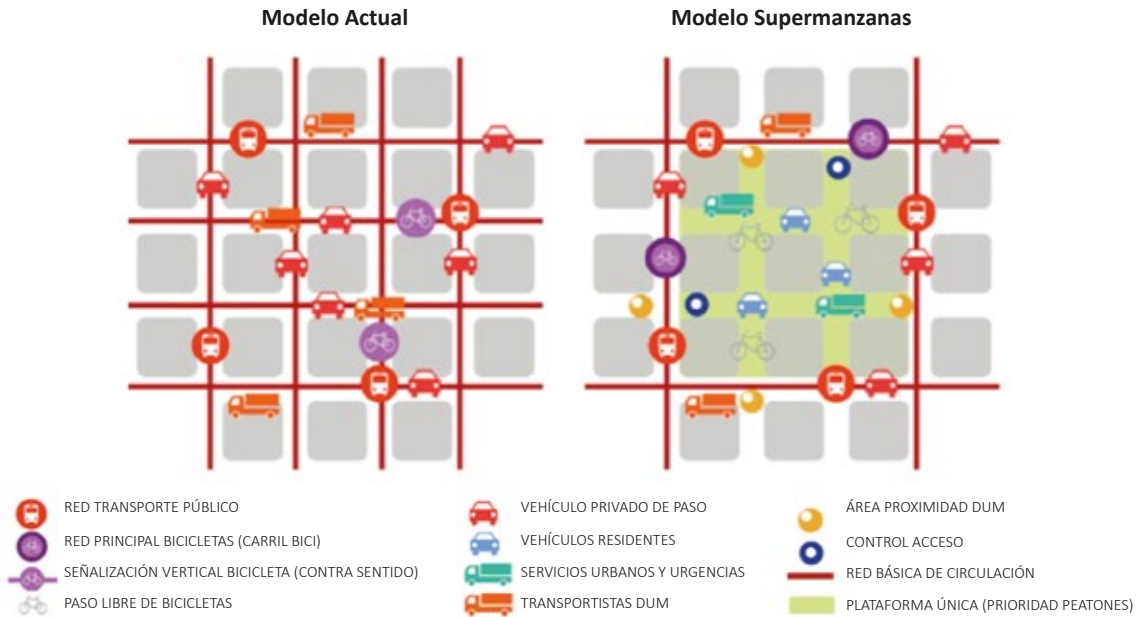 Modelo Actual
Modelo Supermanzanas
RED TRANSPORTE PÚBLICO
RED PRINCIPAL BICICLETAS (CARRIL BICI)
SEÑALIZACIÓN VERTICAL BICICLETA (CONTRA SENTIDO)
PASO LIBRE DE BICICLETAS
VEHÍCULO PRIVADO DE PASO
VEHÍCULOS RESIDENTES
SERVICIOS URBANOS Y URGENCIAS
TRANSPORTISTAS DUM
ÁREA PROXIMIDAD DUM
CONTROL ACCESO
RED BÁSICA DE CIRCULACIÓN
PLATAFORMA ÚNICA (PRIORIDAD PEATONES)